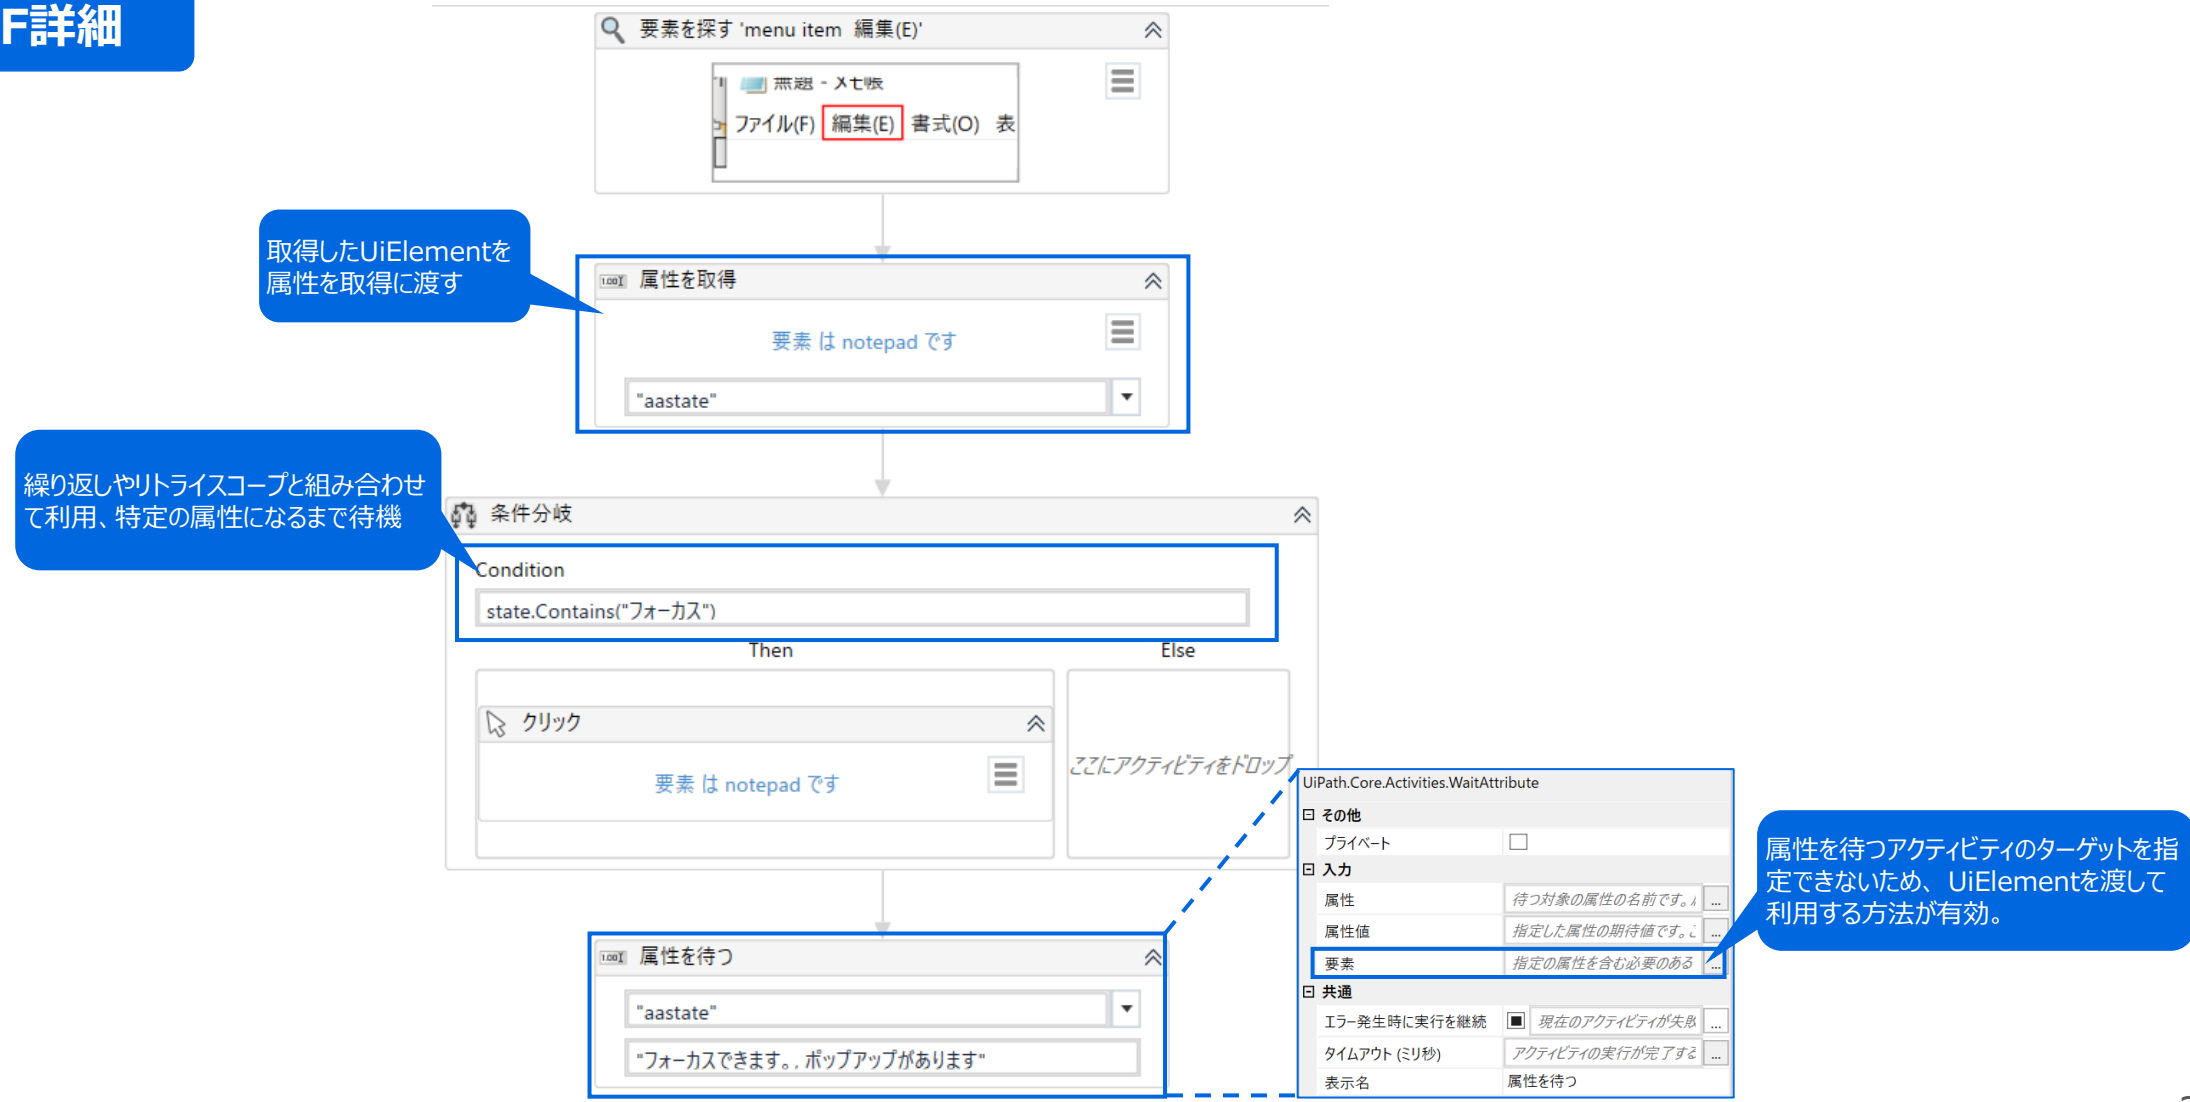 F詳細
要素を探す 'menu item 編集(E)'
無題 - メモ帳
ファイル(F) 編集(E) 書式(O) 表
取得したUiElementを
属性を取得に渡す
属性を取得
要素 は notepad です
"aastate"
繰り返しやリトライスコープと組み合わせ
て利用、特定の属性になるまで待機
条件分岐
Condition
state.Contains("フォーカス")
Then
Else
クリック
要素 は notepad です
ここにアクティビティをドロップ
属性を待つ
"aastate"
"フォーカスできます。, ポップアップがあります"
UiPath.Core.Activities.WaitAttribute
その他
プライベート
入力
属性 待つ対象の属性の名前です。 ...
属性値 指定した属性の期待値です。こ ...
要素 指定の属性を含む必要のある ...
共通
エラー発生時に実行を継続 現在のアクティビティが失敗 ...
タイムアウト (ミリ秒) アクティビティの実行が完了する ...
表示名 属性を待つ
属性を待つアクティビティのターゲットを指
定できないため、UiElementを渡して
利用する方法が有効。